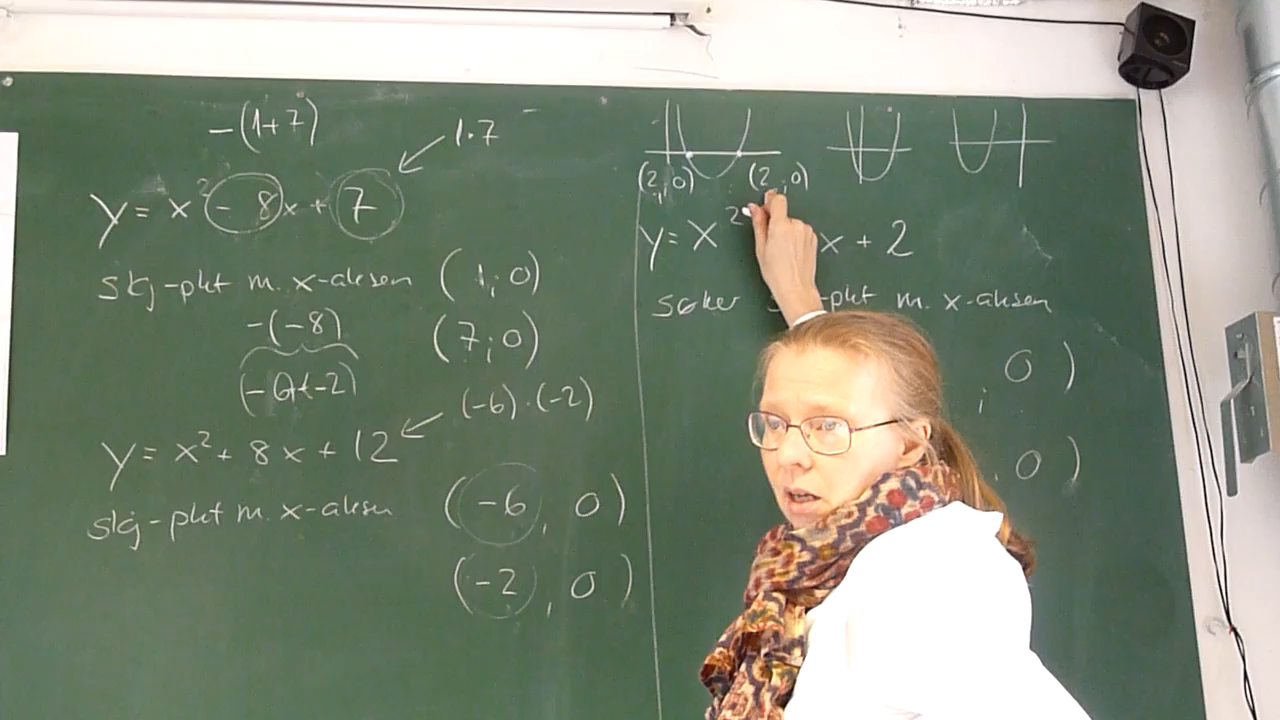 -(1+7)
1·7
y = x² - 8x + 7
skj-pkt m. x-aksen (1; 0)
(7; 0)
-(-8)
(-6)+(-2)
(-6)·(-2)
y = x² + 8x + 12
skj-pkt m. x-aksen (-6, 0)
(-2, 0)
(2, 0) (2, 0)
y = x² x + 2
søker -pkt m. x-aksen
; 0)
, 0)